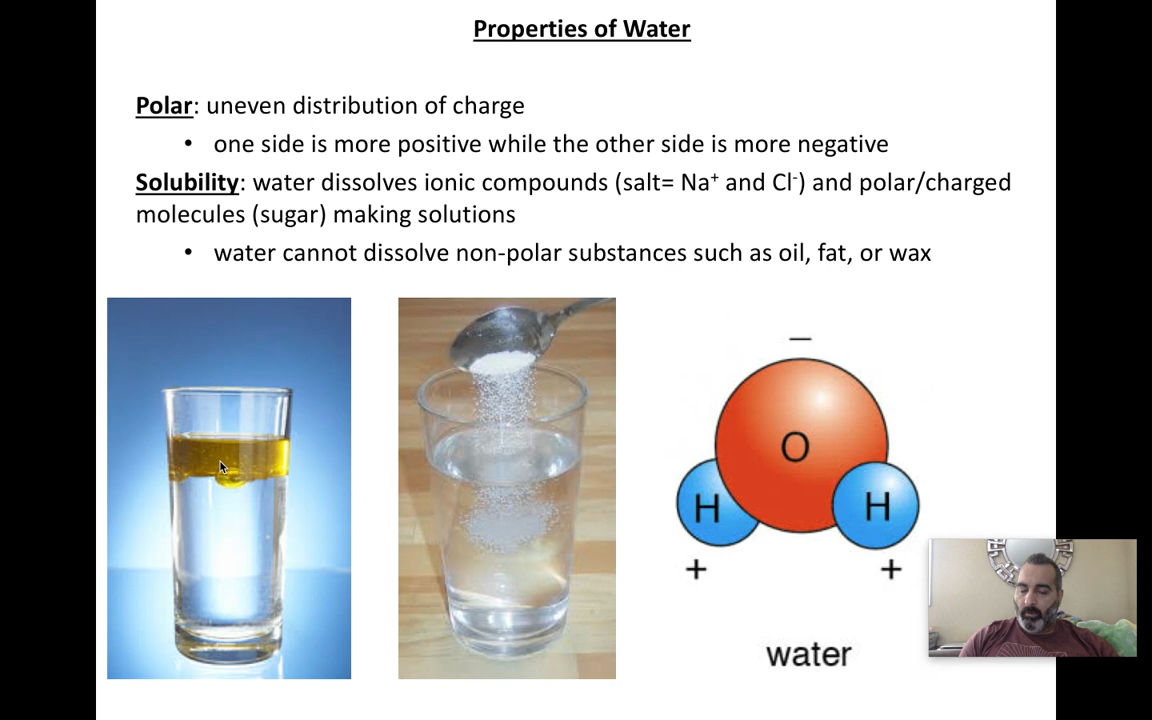 Properties of Water
Polar: uneven distribution of charge
• one side is more positive while the other side is more negative
Solubility: water dissolves ionic compounds (salt= Na⁺ and Cl⁻) and polar/charged
molecules (sugar) making solutions
• water cannot dissolve non-polar substances such as oil, fat, or wax
–
O
H H
+ +
water